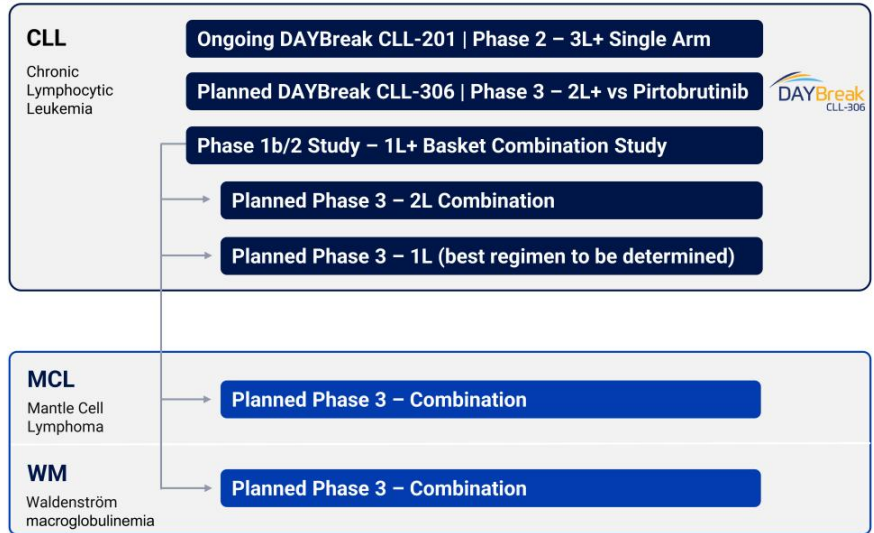 CLL
Chronic
Lymphocytic
Leukemia
Ongoing DAYBreak CLL-201 | Phase 2 – 3L+ Single Arm
Planned DAYBreak CLL-306 | Phase 3 – 2L+ vs Pirtobrutinib
DAYBreak
CLL-306
Phase 1b/2 Study – 1L+ Basket Combination Study
Planned Phase 3 – 2L Combination
Planned Phase 3 – 1L (best regimen to be determined)
MCL
Mantle Cell
Lymphoma
Planned Phase 3 – Combination
WM
Waldenström
macroglobulinemia
Planned Phase 3 – Combination